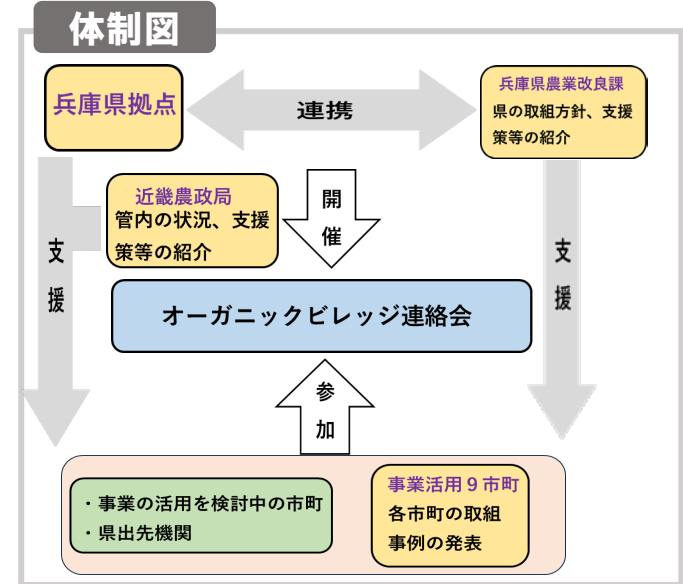 体制図
兵庫県拠点
連携
兵庫県農業改良課
県の取組方針、支援
策等の紹介
近畿農政局
管内の状況、支援
策等の紹介
開
催
支
援
支
援
オーガニックビレッジ連絡会
参
加
・事業の活用を検討中の市町
・県出先機関
事業活用９市町
各市町の取組
事例の発表